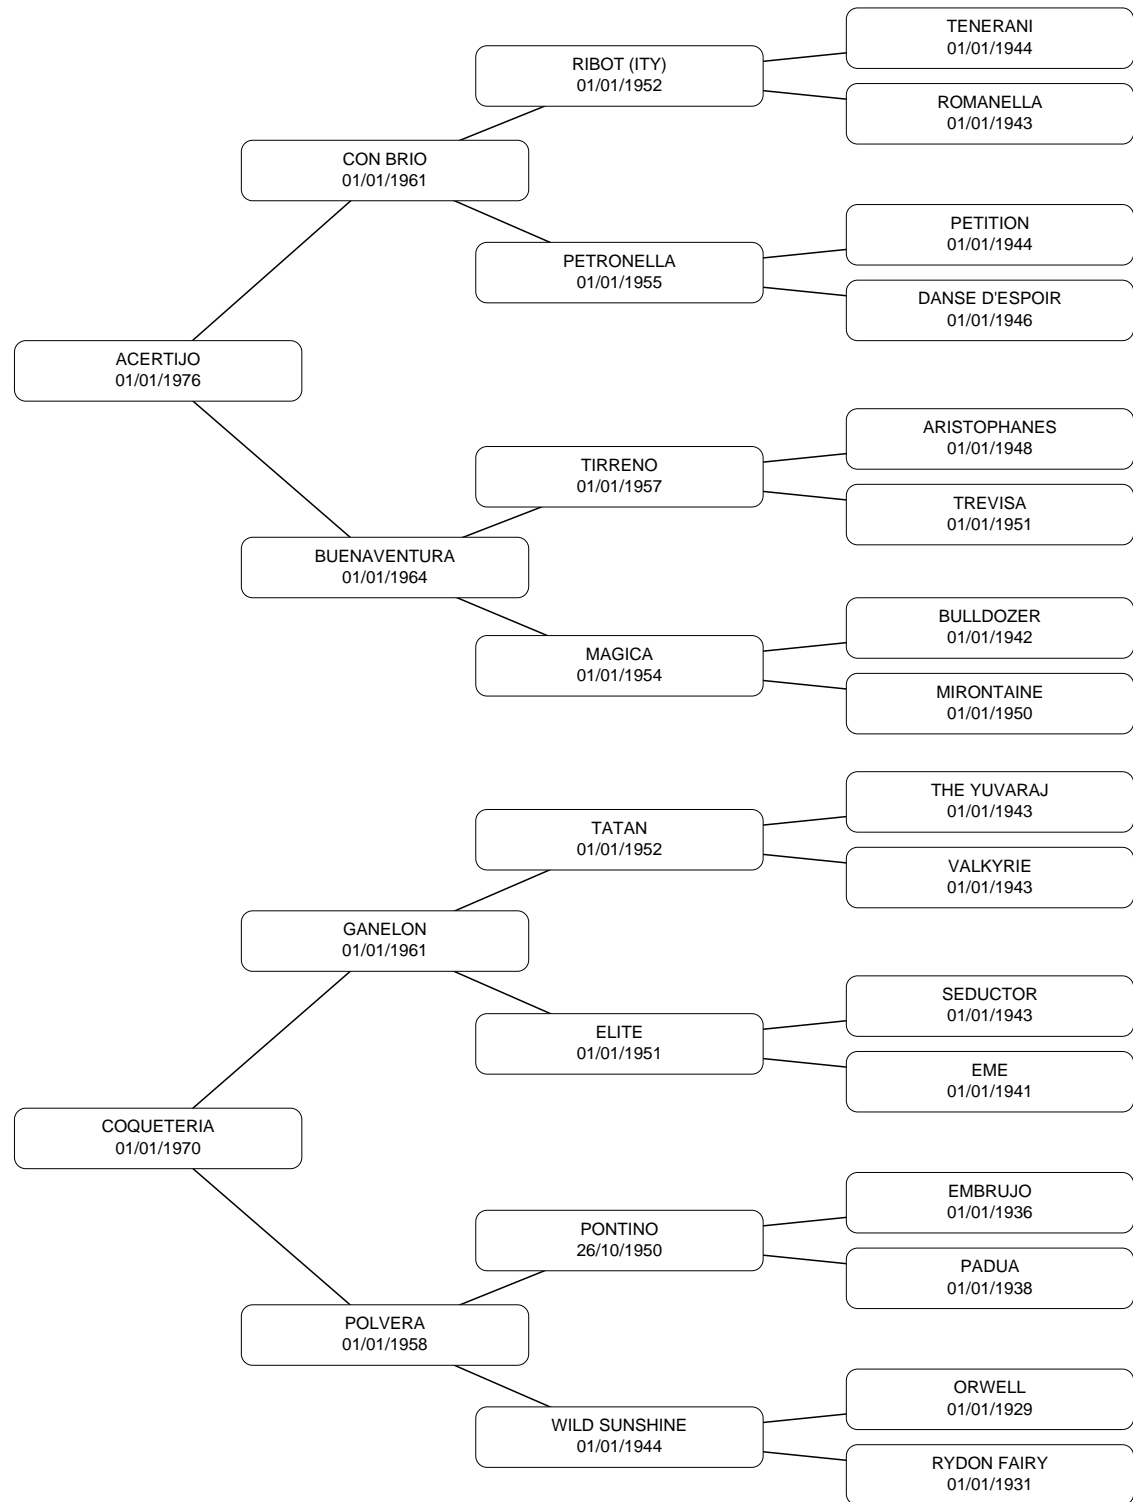 TENERANI
01/01/1944
RIBOT (ITY)
01/01/1952
ROMANELLA
01/01/1943
CON BRIO
01/01/1961
PETITION
01/01/1944
PETRONELLA
01/01/1955
DANSE D'ESPOIR
01/01/1946
ACERTIJO
01/01/1976
ARISTOPHANES
01/01/1948
TIRRENO
01/01/1957
TREVISA
01/01/1951
BUENAVENTURA
01/01/1964
BULLDOZER
01/01/1942
MAGICA
01/01/1954
MIRONTAINE
01/01/1950
THE YUVARAJ
01/01/1943
TATAN
01/01/1952
VALKYRIE
01/01/1943
GANELON
01/01/1961
SEDUCTOR
01/01/1943
ELITE
01/01/1951
EME
01/01/1941
COQUETERIA
01/01/1970
EMBRUJO
01/01/1936
PONTINO
26/10/1950
PADUA
01/01/1938
POLVERA
01/01/1958
ORWELL
01/01/1929
WILD SUNSHINE
01/01/1944
RYDON FAIRY
01/01/1931